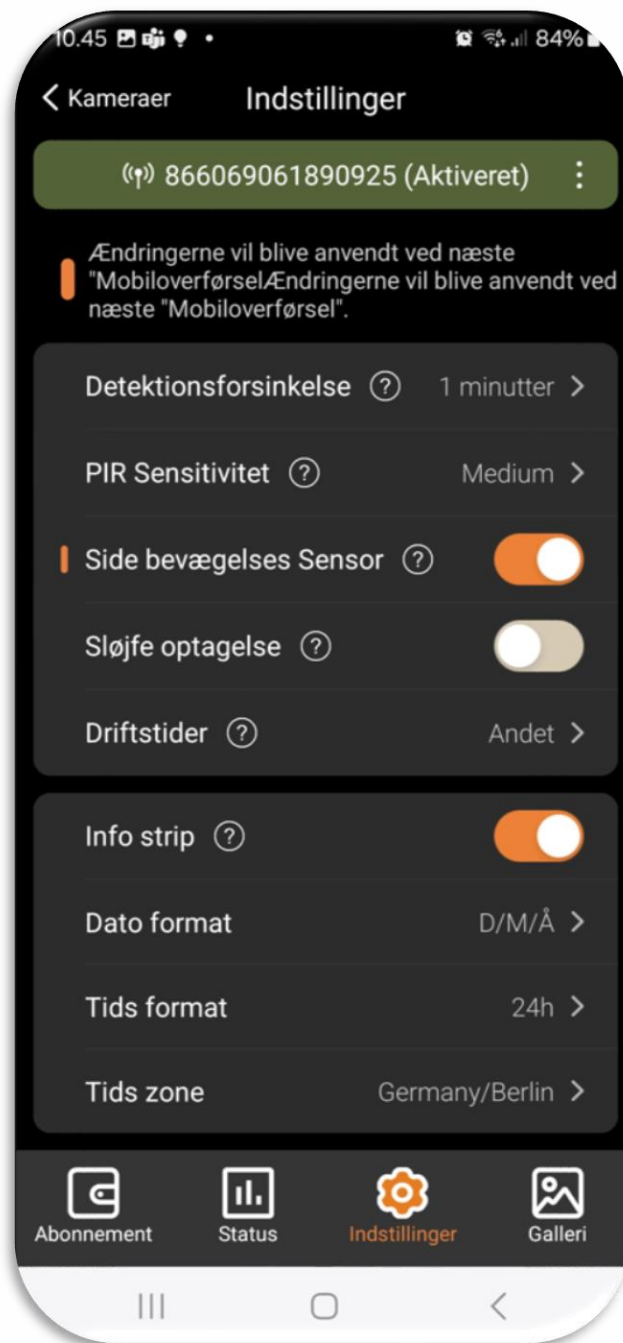 10.45 84%
Kameraer Indstillinger
866069061890925 (Aktiveret)
Ændringerne vil blive anvendt ved næste
"MobiloverførselÆndringerne vil blive anvendt ved
næste "Mobiloverførsel".
Detektionsforsinkelse ? 1 minutter
PIR Sensitivitet ? Medium
Side bevægelses Sensor ?
Sløjfe optagelse ?
Driftstider ? Andet
Info strip ?
Dato format D/M/Å
Tids format 24h
Tids zone Germany/Berlin
Abonnement Status Indstillinger Galleri